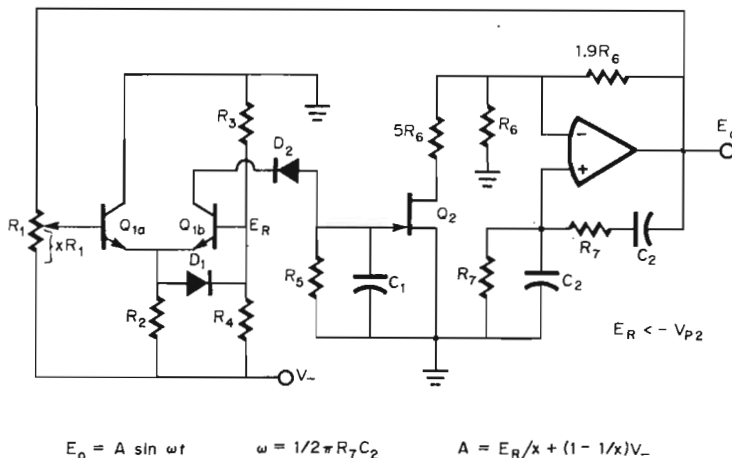 1.9R6
R3
5R6
R6
Eo
D2
−
+
R1
xR1
Q1a
Q1b
ER
Q2
R7
C2
D1
R5
C1
R7
C2
R2
R4
ER < − VP2
V−
Eo = A sin ωt ω = 1/2πR7C2 A = ER/x + (1 − 1/x)V−